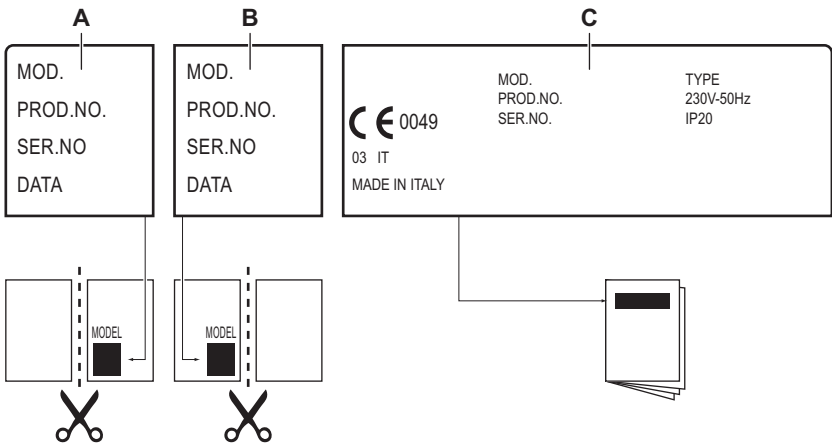 A
B
C
MOD.
PROD.NO.
SER.NO
DATA
MOD.
PROD.NO.
SER.NO
DATA
MOD.
PROD.NO.
SER.NO.
TYPE
230V-50Hz
IP20
CE 0049
03 IT
MADE IN ITALY
MODEL
MODEL